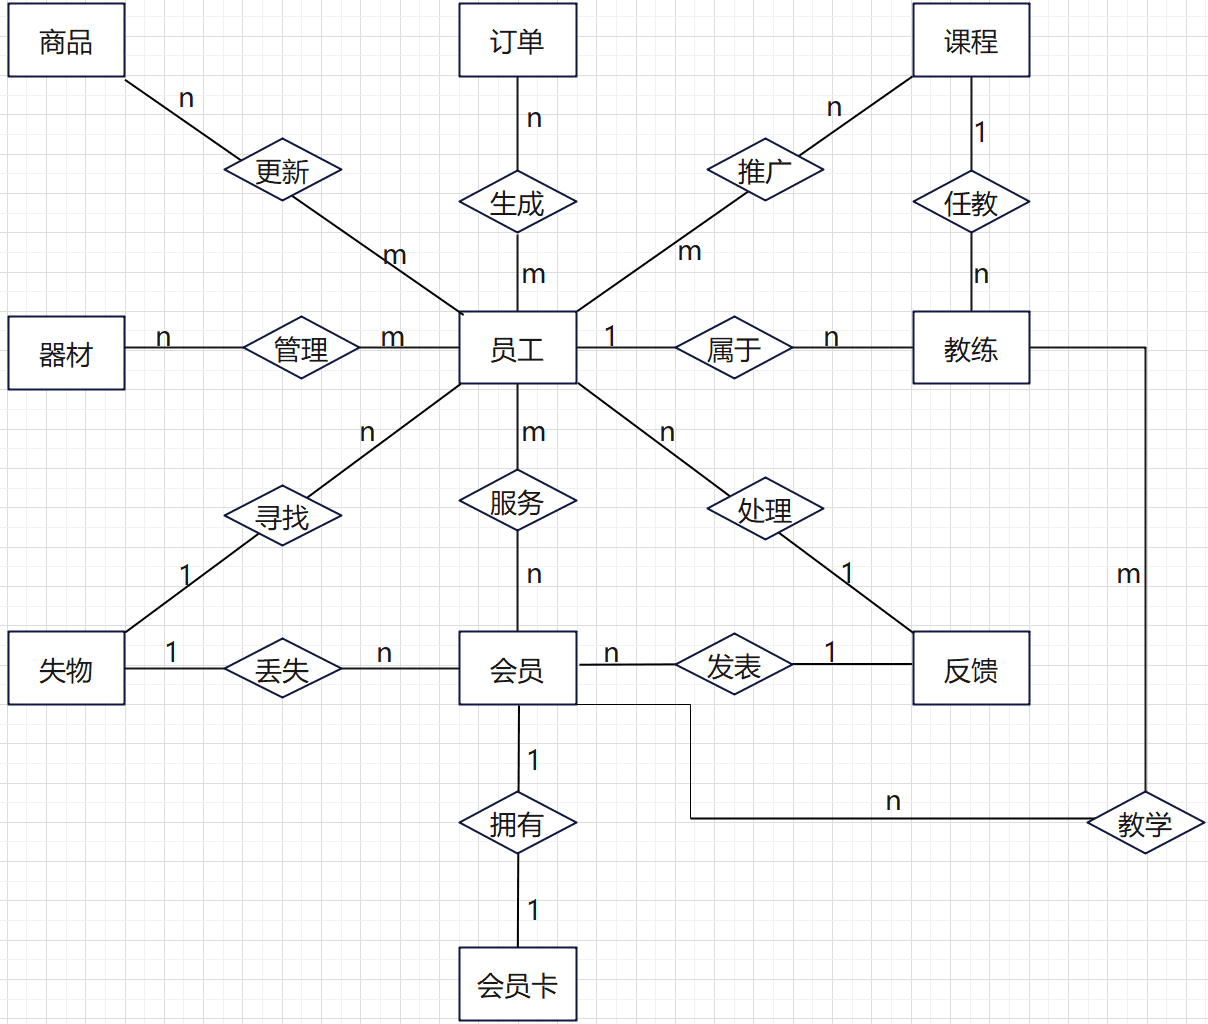 商品
订单
课程
n
n
n
1
更新
生成
推广
任教
m
m
m
n
器材
n
管理
m
员工
1
属于
n
教练
n
m
n
寻找
服务
处理
1
n
1
m
失物
1
丢失
n
会员
n
发表
1
反馈
1
n
拥有
教学
1
会员卡